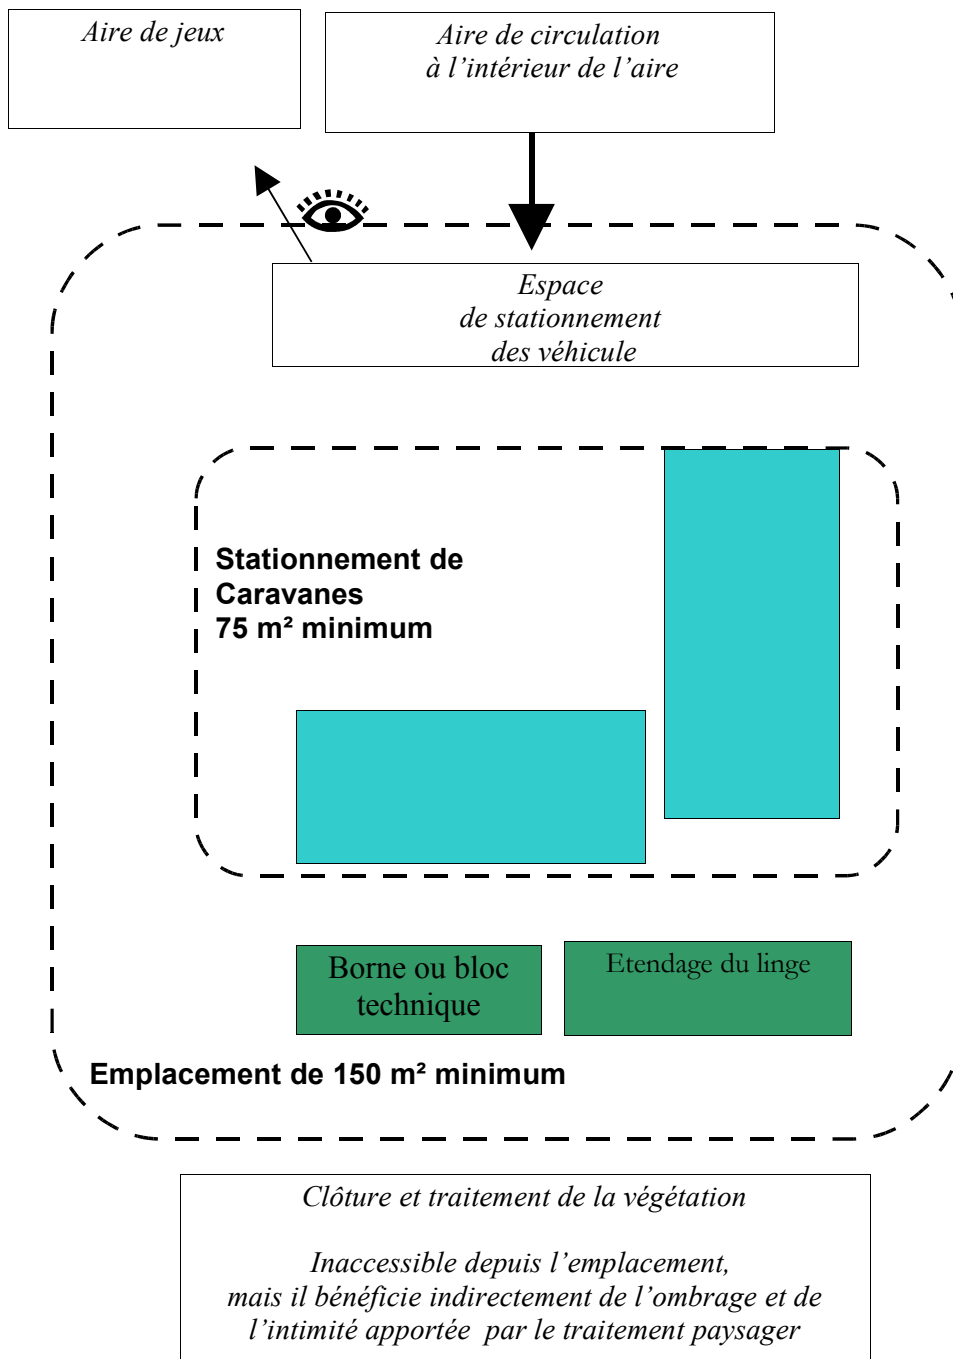 Aire de jeux
Aire de circulation
à l’intérieur de l’aire
Espace
de stationnement
des véhicule
Stationnement de
Caravanes
75 m² minimum
Borne ou bloc
technique
Etendage du linge
Emplacement de 150 m² minimum
Clôture et traitement de la végétation
Inaccessible depuis l’emplacement,
mais il bénéficie indirectement de l’ombrage et de
l’intimité apportée par le traitement paysager